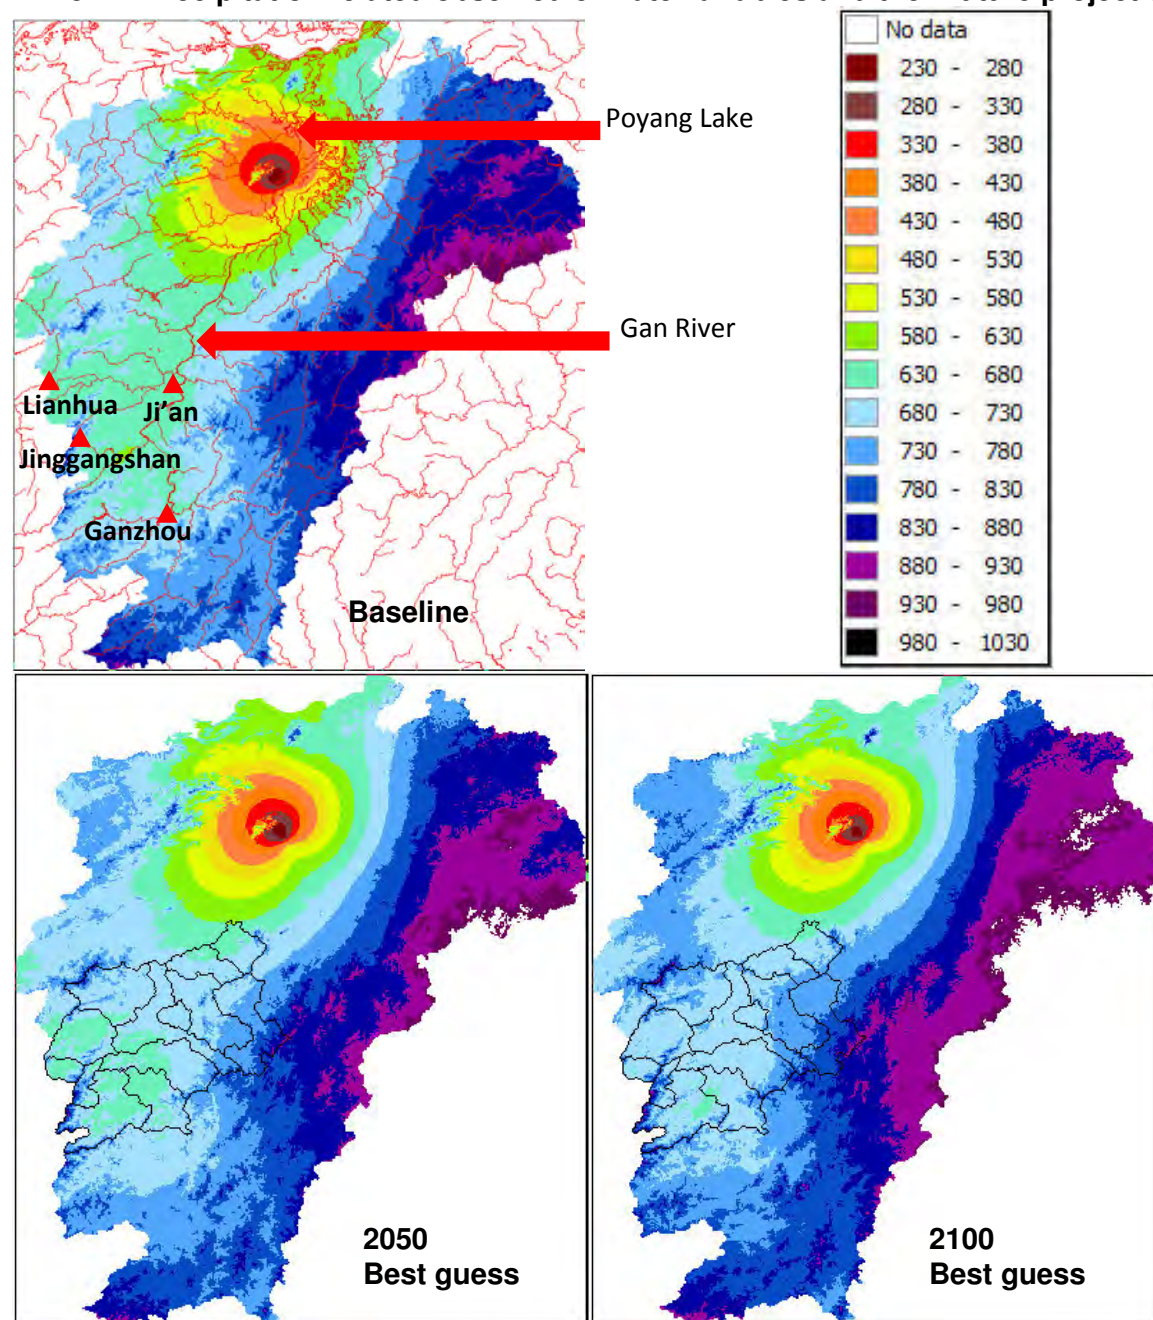 Poyang Lake
Gan River
Lianhua
Ji'an
Jinggangshan
Ganzhou
Baseline
No data
230 - 280
280 - 330
330 - 380
380 - 430
430 - 480
480 - 530
530 - 580
580 - 630
630 - 680
680 - 730
730 - 780
780 - 830
830 - 880
880 - 930
930 - 980
980 - 1030
2050
Best guess
2100
Best guess